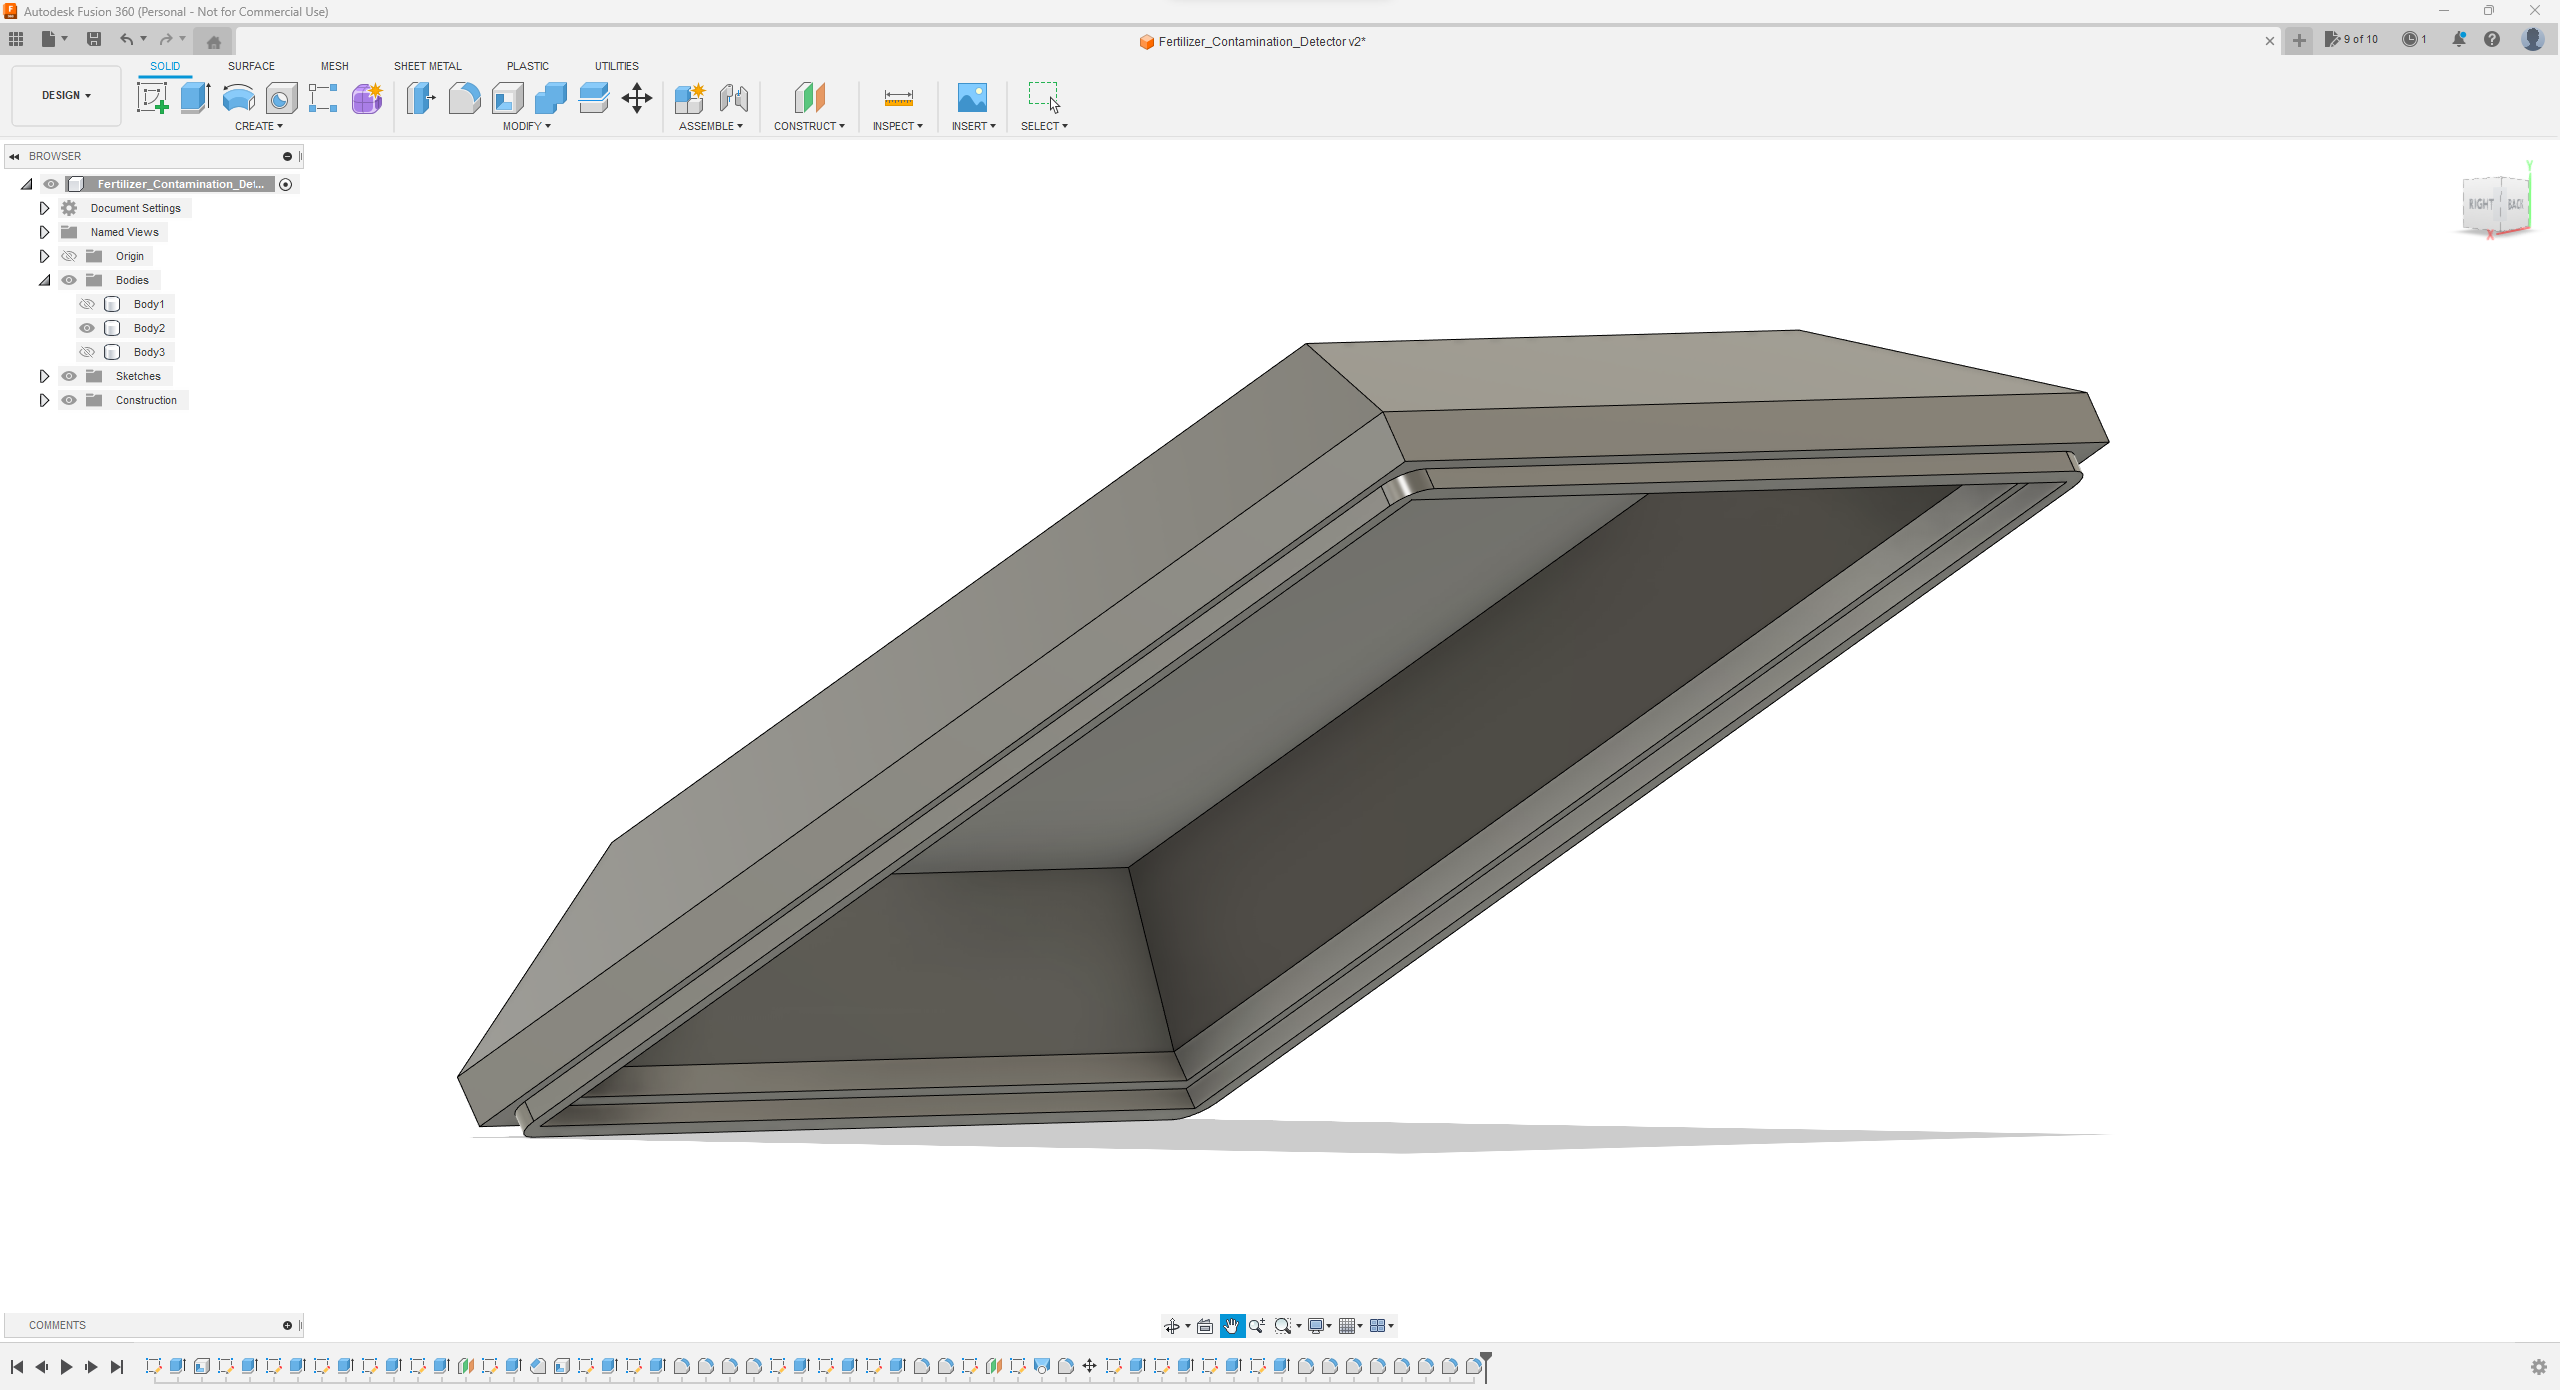 Autodesk Fusion 360 (Personal - Not for Commercial Use)
Fertilizer_Contamination_Detector v2*
9 of 10
1
DESIGN
SOLID
SURFACE
MESH
SHEET METAL
PLASTIC
UTILITIES
CREATE
MODIFY
ASSEMBLE
CONSTRUCT
INSPECT
INSERT
SELECT
BROWSER
Fertilizer_Contamination_Det...
Document Settings
Named Views
Origin
Bodies
Body1
Body2
Body3
Sketches
Construction
Y
RIGHT
BACK
X
COMMENTS